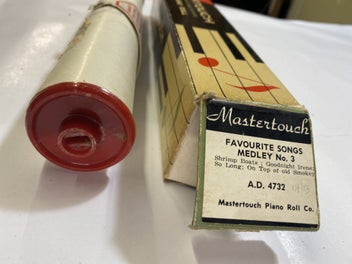 Mastertouch
FAVOURITE SONGS
MEDLEY No. 3
Shrimp Boats ; Goodnight Irene;
So Long; On Top of old Smokey
A.D. 4732
Mastertouch Piano Roll Co.